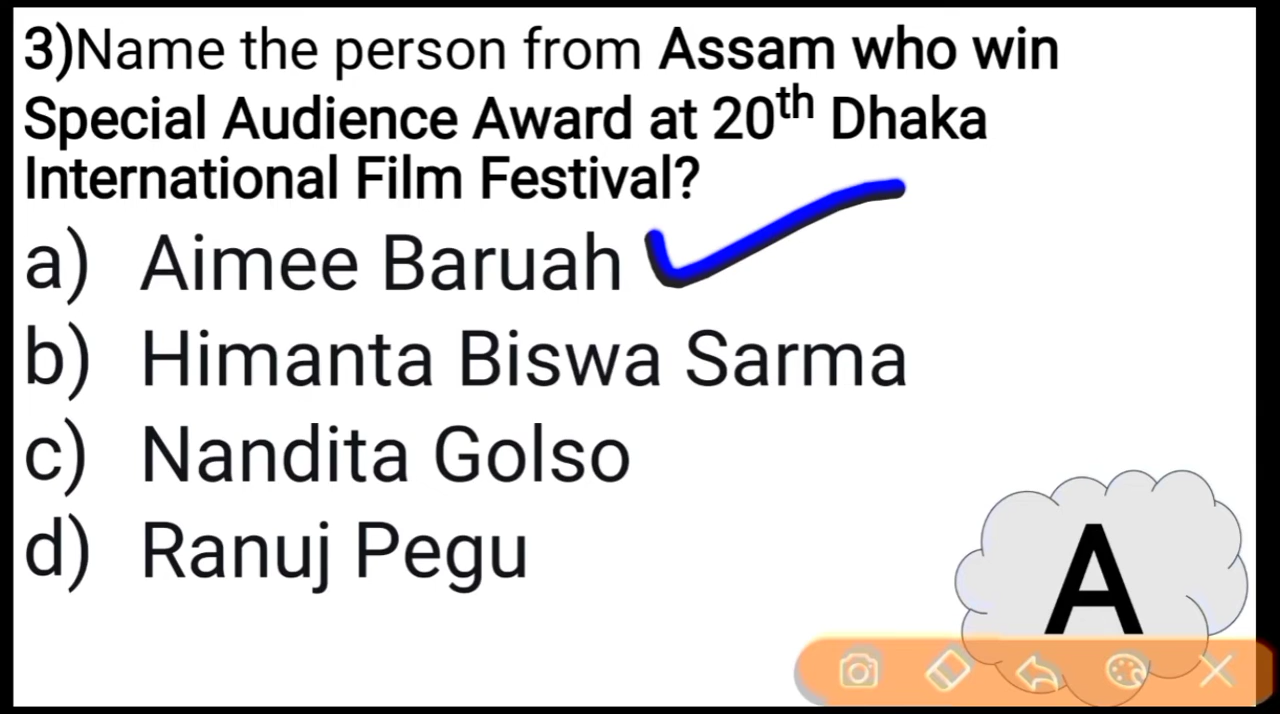 3)Name the person from Assam who win
Special Audience Award at 20th Dhaka
International Film Festival?
a) Aimee Baruah
b) Himanta Biswa Sarma
c) Nandita Golso
d) Ranuj Pegu
A